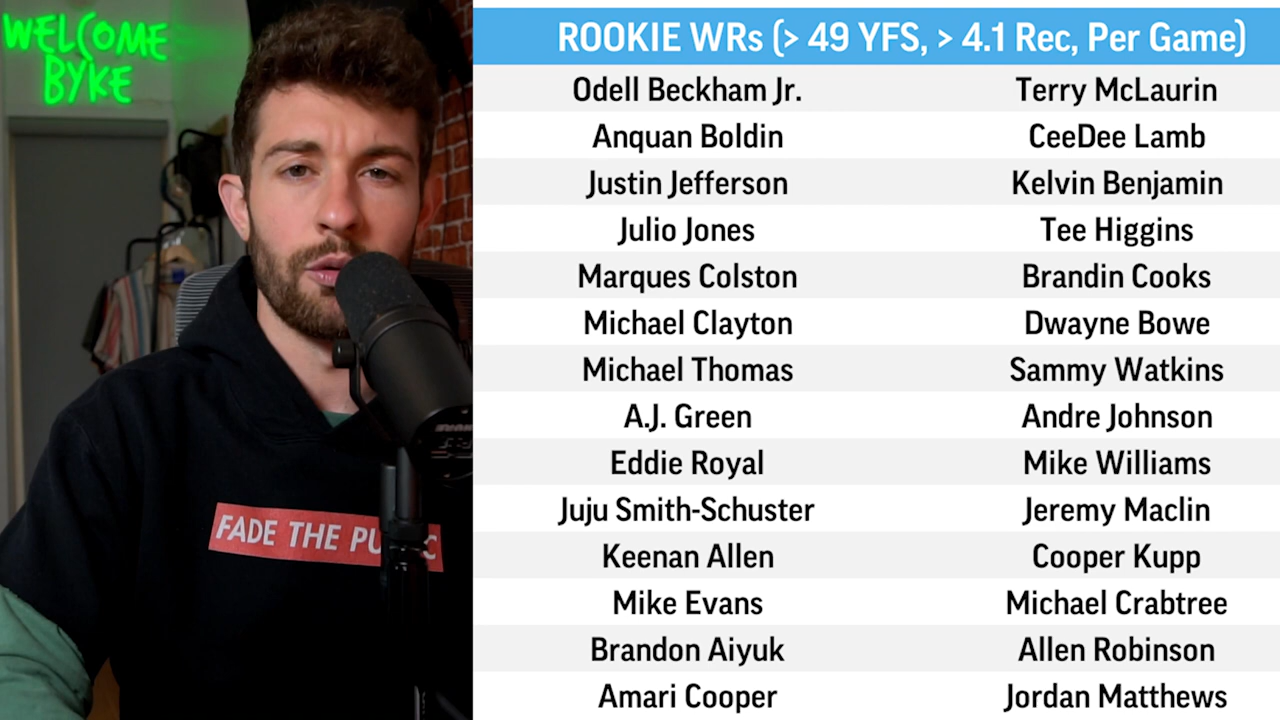 WELCOME
BYKE
FADE THE PU C
ROOKIE WRs (> 49 YFS, > 4.1 Rec, Per Game)
Odell Beckham Jr. Terry McLaurin
Anquan Boldin CeeDee Lamb
Justin Jefferson Kelvin Benjamin
Julio Jones Tee Higgins
Marques Colston Brandin Cooks
Michael Clayton Dwayne Bowe
Michael Thomas Sammy Watkins
A.J. Green Andre Johnson
Eddie Royal Mike Williams
Juju Smith-Schuster Jeremy Maclin
Keenan Allen Cooper Kupp
Mike Evans Michael Crabtree
Brandon Aiyuk Allen Robinson
Amari Cooper Jordan Matthews